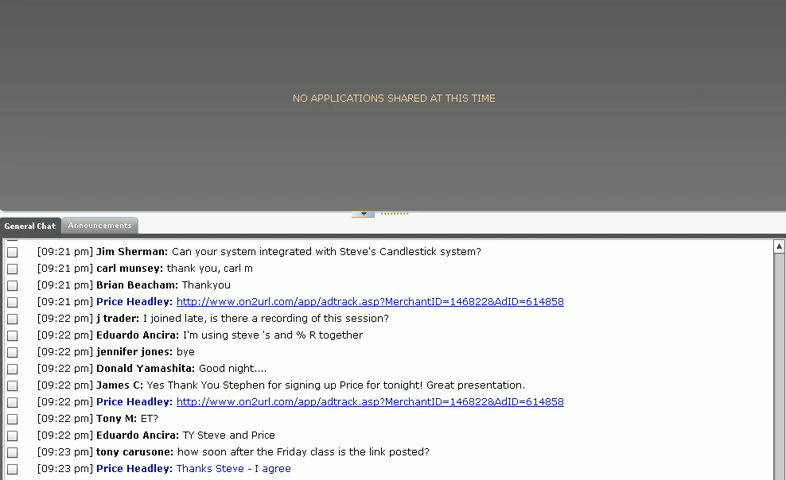 NO APPLICATIONS SHARED AT THIS TIME
General Chat
Announcements
[09:21 pm] Jim Sherman: Can your system integrated with Steve's Candlestick system?
[09:21 pm] carl munsey: thank you, carl m
[09:21 pm] Brian Beacham: Thankyou
[09:21 pm] Price Headley: http://www.on2url.com/app/adtrack.asp?MerchantID=146822&AdID=614858
[09:22 pm] j trader: I joined late, is there a recording of this session?
[09:22 pm] Eduardo Ancira: I'm using steve 's and % R together
[09:22 pm] jennifer jones: bye
[09:22 pm] Donald Yamashita: Good night....
[09:22 pm] James C: Yes Thank You Stephen for signing up Price for tonight! Great presentation.
[09:22 pm] Price Headley: http://www.on2url.com/app/adtrack.asp?MerchantID=146822&AdID=614858
[09:22 pm] Tony M: ET?
[09:22 pm] Eduardo Ancira: TY Steve and Price
[09:23 pm] tony carusone: how soon after the Friday class is the link posted?
[09:23 pm] Price Headley: Thanks Steve - I agree